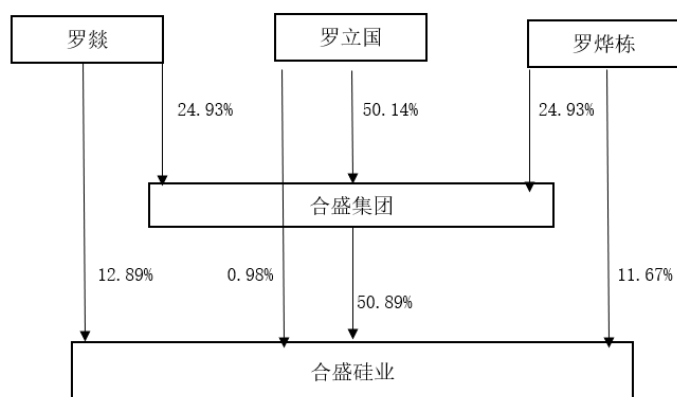 罗燚
罗立国
罗烨栋
24.93%
50.14%
24.93%
合盛集团
12.89%
0.98%
50.89%
11.67%
合盛硅业